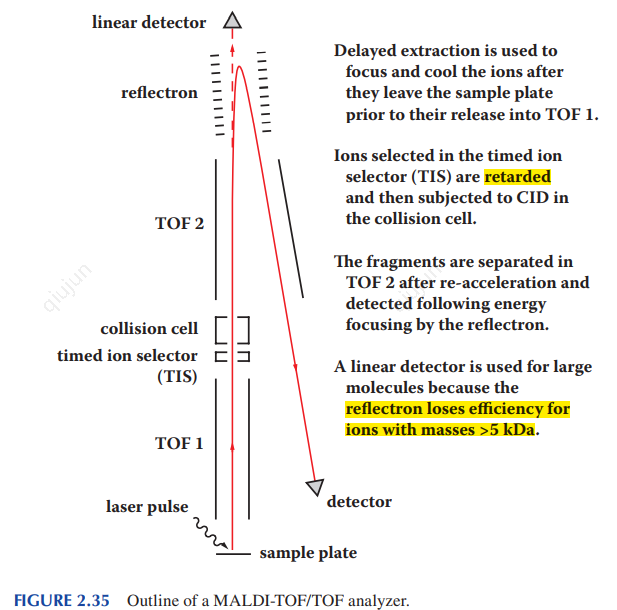 linear detector
reflectron
TOF 2
collision cell
timed ion selector
(TIS)
TOF 1
laser pulse
sample plate
detector
Delayed extraction is used to
focus and cool the ions after
they leave the sample plate
prior to their release into TOF 1.
Ions selected in the timed ion
selector (TIS) are retarded
and then subjected to CID in
the collision cell.
The fragments are separated in
TOF 2 after re-acceleration and
detected following energy
focusing by the reflectron.
A linear detector is used for large
molecules because the
reflectron loses efficiency for
ions with masses >5 kDa.
qiujun
FIGURE 2.35 Outline of a MALDI-TOF/TOF analyzer.